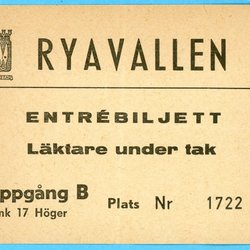 RYAVALLEN
ENTRÉBILJETT
Läktare under tak
ppgång B
nk 17 Höger
Plats Nr 1722